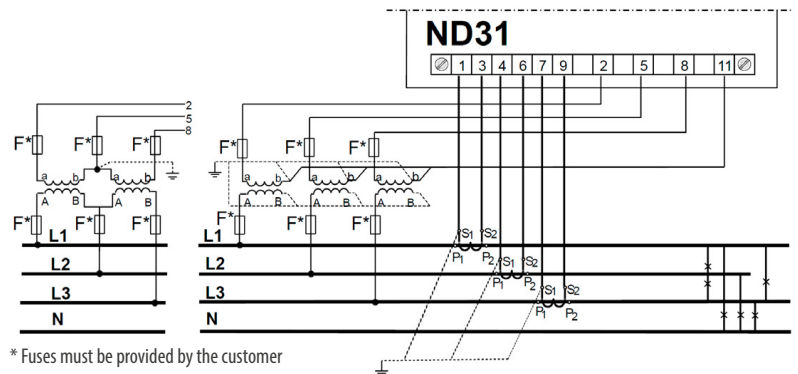 ND31
1 3 4 6 7 9 2 5 8 11
2
5
8
F* F* F* F* F* F*
a b a b a b a b a b
A B A B A B A B A B
F* F* F* F* F* F*
L1 L1
S1 S2
P1 P2
L2 L2
S1 S2
P1 P2
L3 L3
S1 S2
P1 P2
N N
* Fuses must be provided by the customer